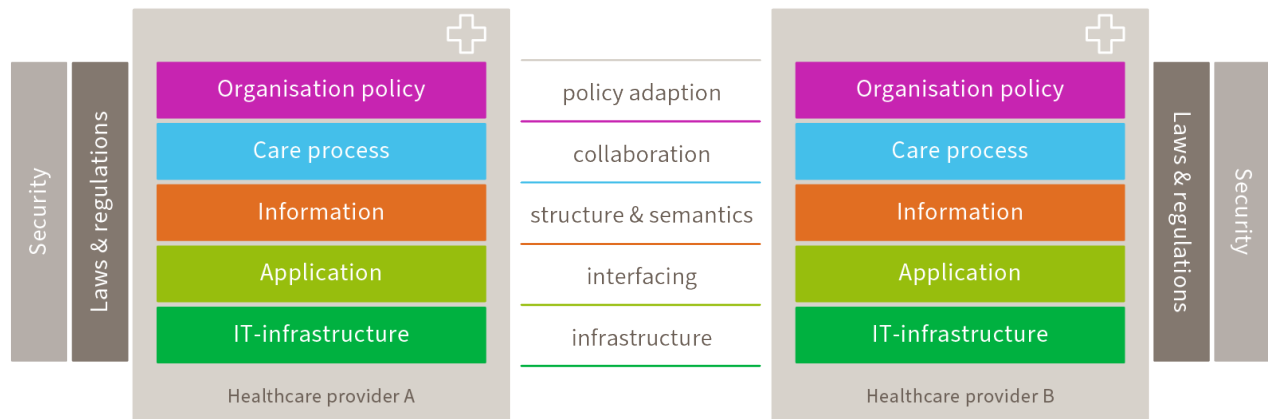 Security
Laws & regulations
Organisation policy
Care process
Information
Application
IT-infrastructure
Healthcare provider A
policy adaption
collaboration
structure & semantics
interfacing
infrastructure
Organisation policy
Care process
Information
Application
IT-infrastructure
Healthcare provider B
Laws & regulations
Security